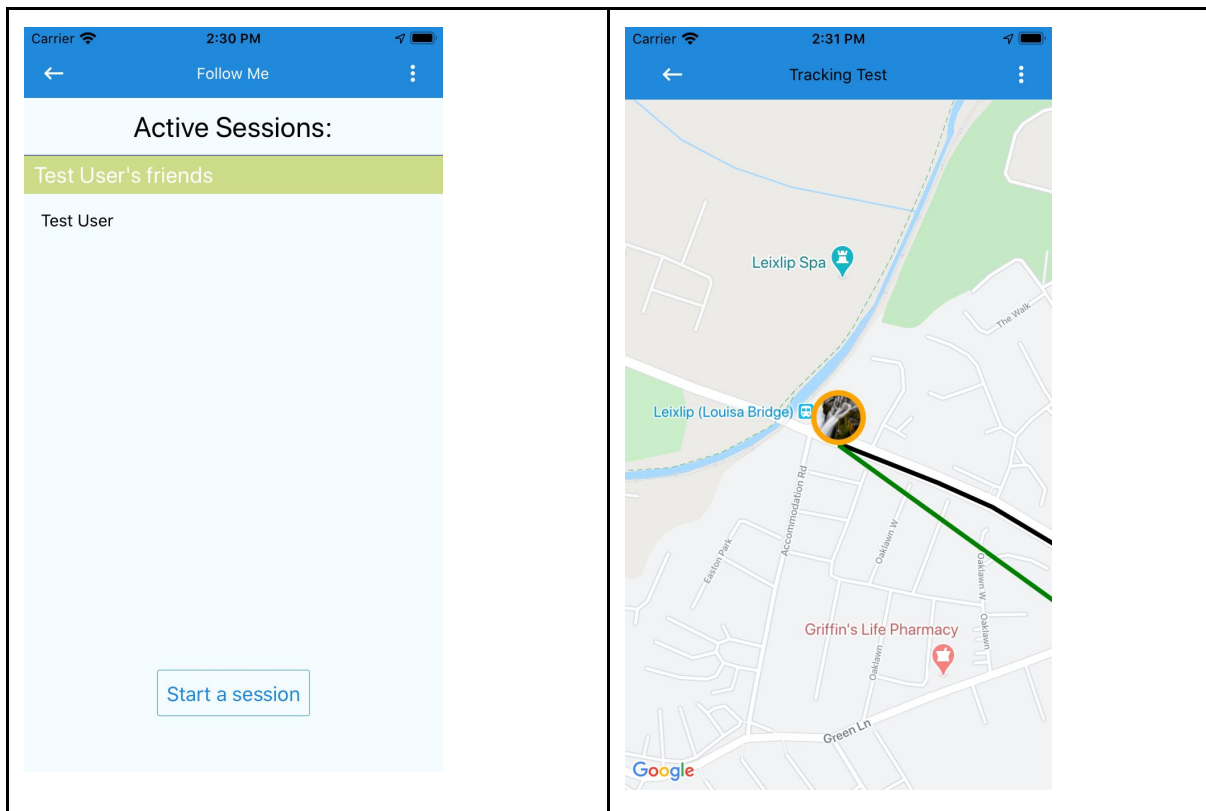 Carrier 2:30 PM
Follow Me
Active Sessions:
Test User's friends
Test User
Start a session
Carrier 2:31 PM
Tracking Test
Leixlip Spa
The Walk
Leixlip (Louisa Bridge)
Accommodation Rd
Oaklawn W
Easton Park
Oaklawn W
Oaklawn
Griffin's Life Pharmacy
Oaklawn
Green Ln
Google